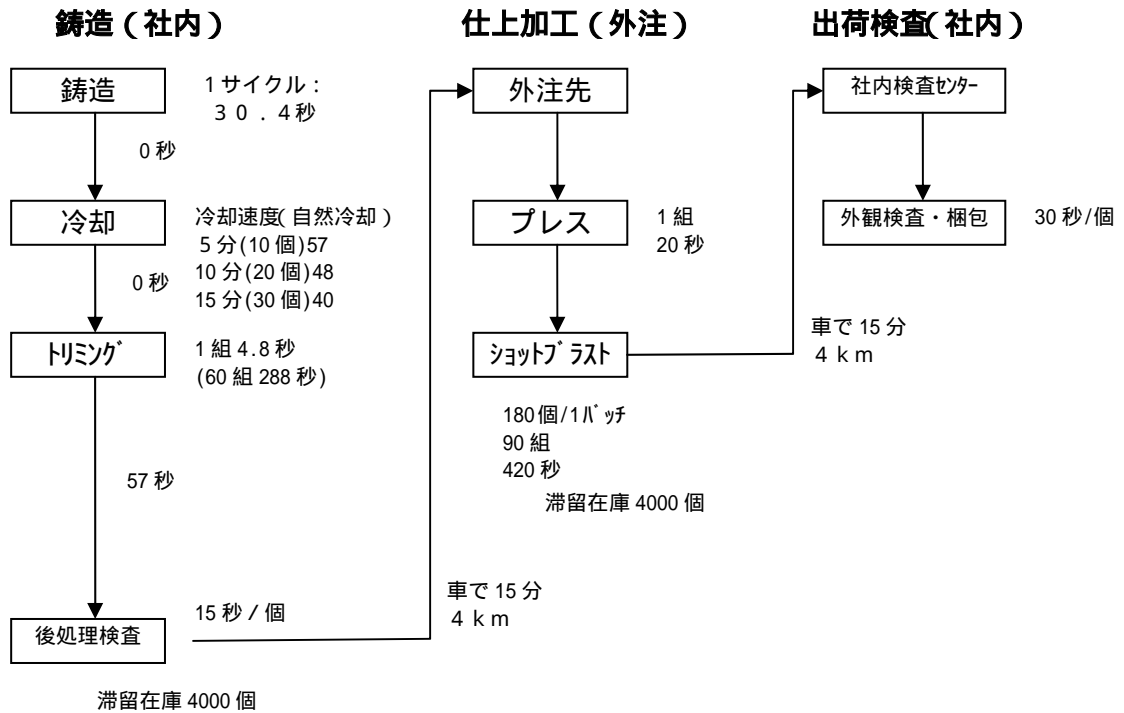 鋳造（社内）
鋳造
1サイクル：
３０．４秒
0秒
冷却
冷却速度(自然冷却)
5分(10個)57
10分(20個)48
15分(30個)40
0秒
ﾄﾘﾐﾝｸﾞ
1組4.8秒
(60組288秒)
57秒
後処理検査
15秒／個
滞留在庫4000個
車で15分
４ｋｍ
仕上加工（外注）
外注先
プレス
1組
20秒
ｼｮｯﾄﾌﾞﾗｽﾄ
180個/1ﾊﾞｯﾁ
90組
420秒
滞留在庫4000個
車で15分
４ｋｍ
出荷検査(社内)
社内検査ｾﾝﾀｰ
外観検査・梱包
30秒/個